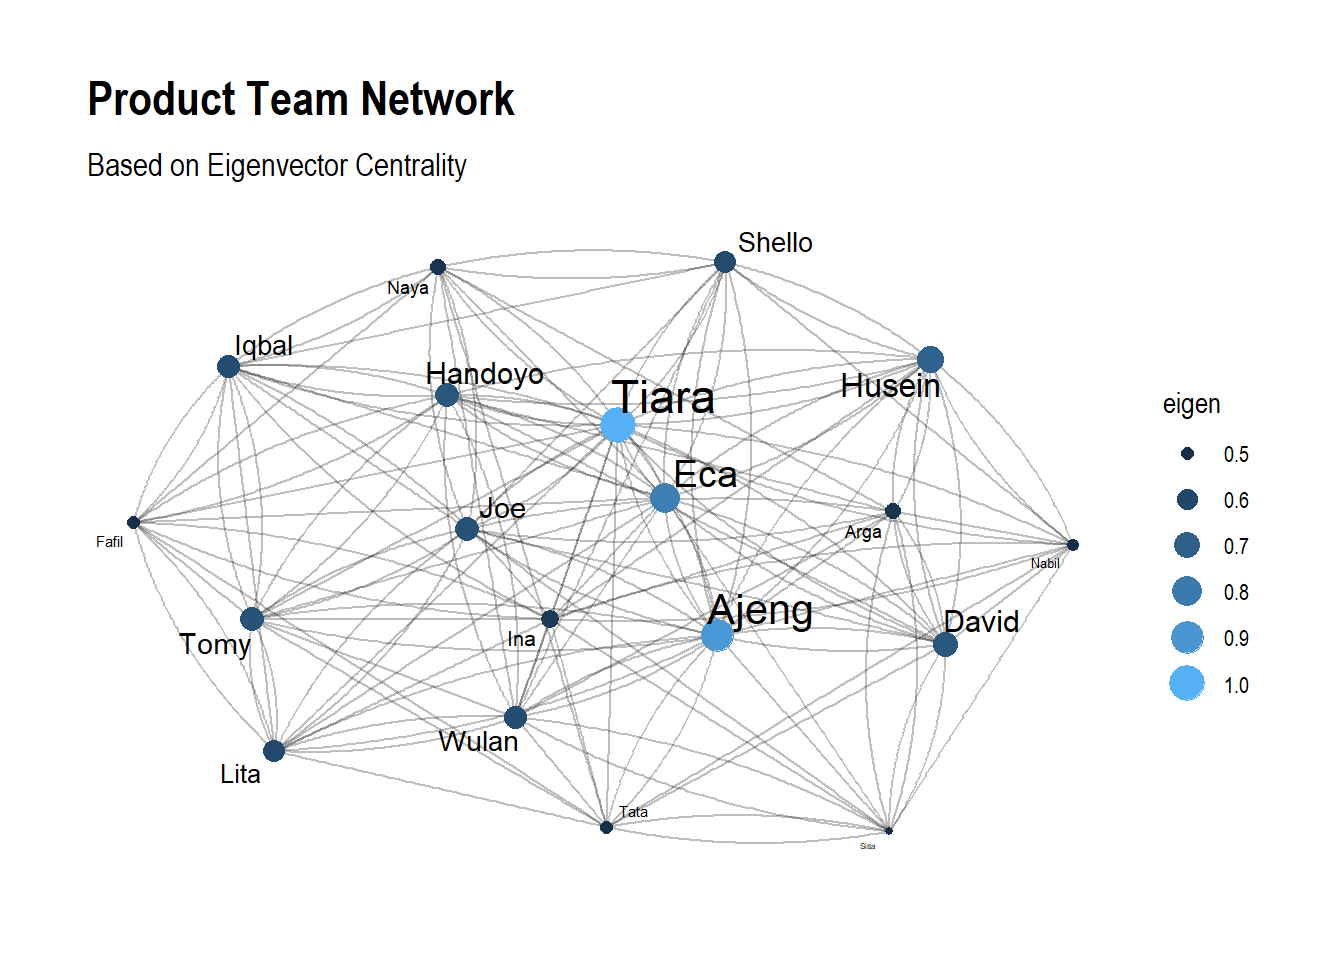 Product Team Network
Based on Eigenvector Centrality
Shello
Naya
Iqbal
Handoyo
Tiara
Husein
eigen
0.5
Eca
0.6
Joe
Arga
Fafil
0.7
Nabil
0.8
Ajeng
David
Ina
Tomy
0.9
1.0
Wulan
Lita
Tata
Sitta